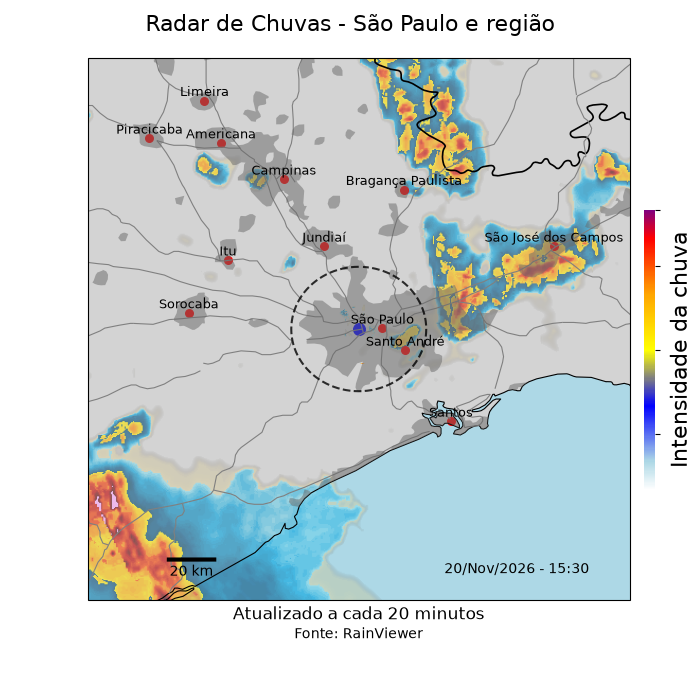 Radar de Chuvas - São Paulo e região
Limeira
Piracicaba
Americana
Campinas
Bragança Paulista
Jundiaí
São José dos Campos
Itu
Sorocaba
São Paulo
Santo André
Santos
Intensidade da chuva
20 km
20/Nov/2026 - 15:30
Atualizado a cada 20 minutos
Fonte: RainViewer